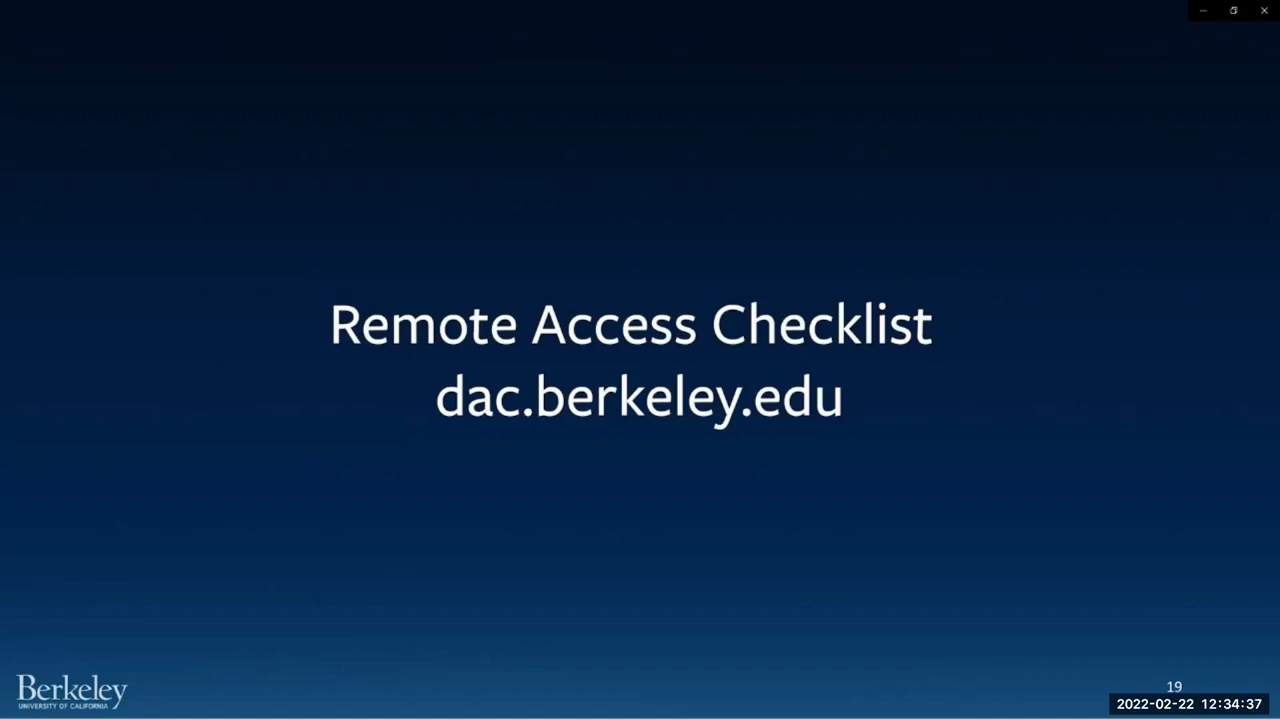 Remote Access Checklist
dac.berkeley.edu
Berkeley
UNIVERSITY OF CALIFORNIA
19
2022-02-22 12:34:37